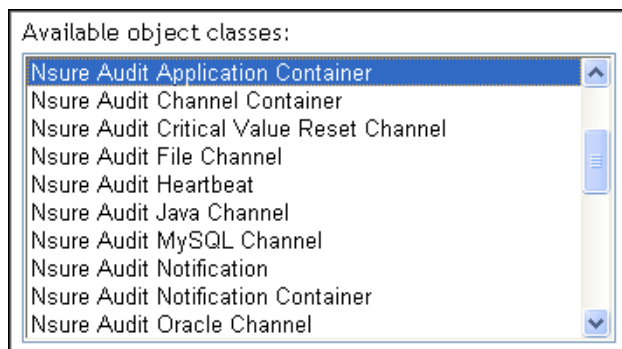 Available object classes:
Nsure Audit Application Container
Nsure Audit Channel Container
Nsure Audit Critical Value Reset Channel
Nsure Audit File Channel
Nsure Audit Heartbeat
Nsure Audit Java Channel
Nsure Audit MySQL Channel
Nsure Audit Notification
Nsure Audit Notification Container
Nsure Audit Oracle Channel